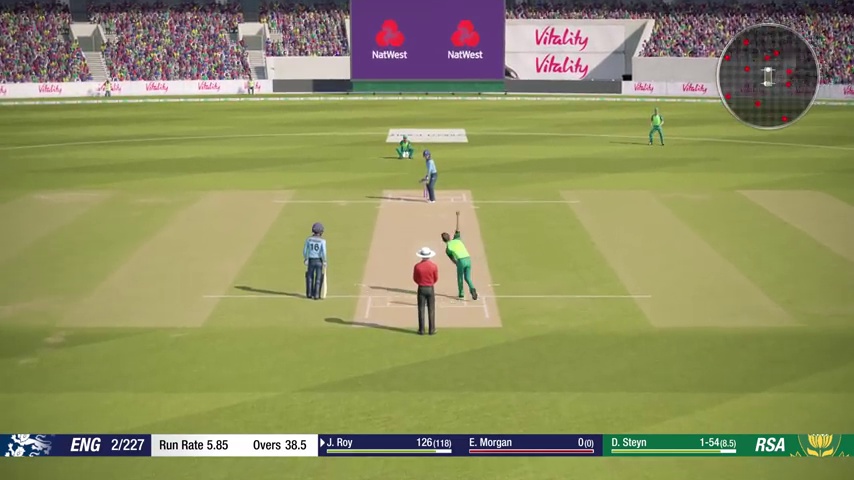 NatWest NatWest
Vitality
Vitality
Vitality Vitality Vitality Vitality Vitality
16
ENG 2/227 Run Rate 5.85 Overs 38.5 J. Roy 126(118) E. Morgan 0(0) D. Steyn 1-54(8.5) RSA